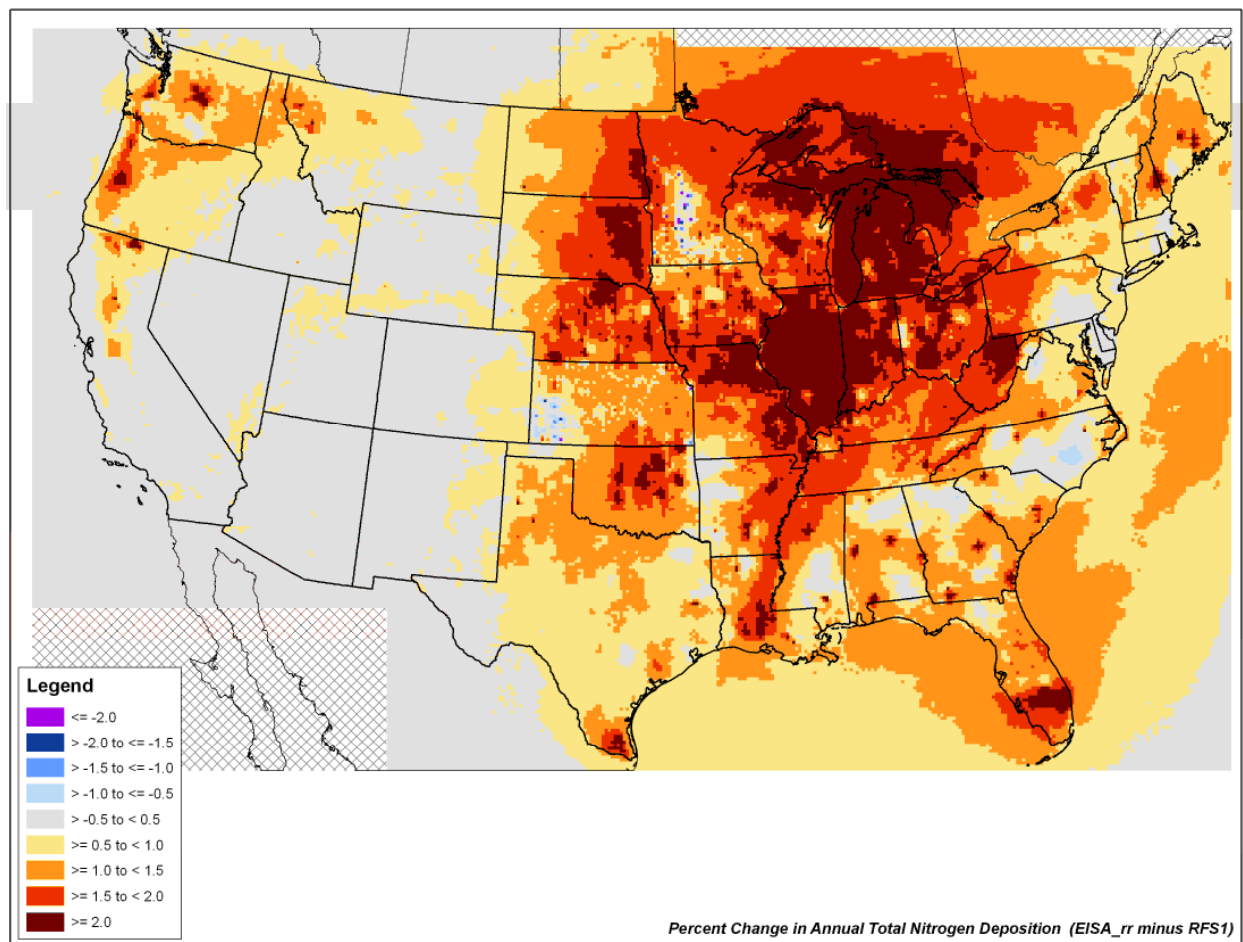 Legend
<= -2.0
> -2.0 to <= -1.5
> -1.5 to <= -1.0
> -1.0 to <= -0.5
> -0.5 to < 0.5
>= 0.5 to < 1.0
>= 1.0 to < 1.5
>= 1.5 to < 2.0
>= 2.0
Percent Change in Annual Total Nitrogen Deposition (EISA_rr minus RFS1)